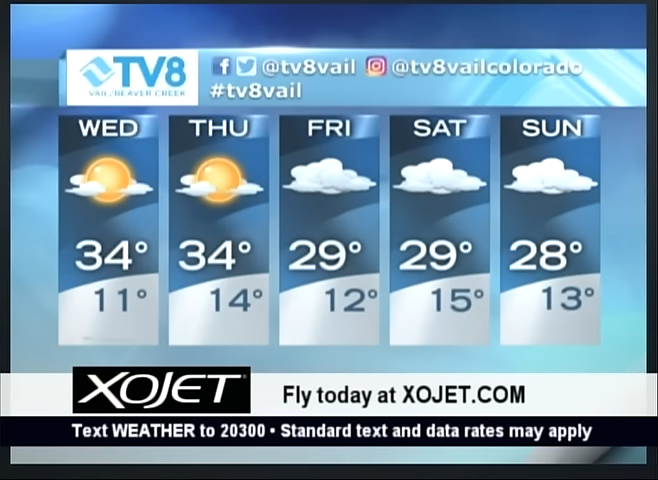 TV8
VAIL/BEAVER CREEK
@tv8vail @tv8vailcolorado
#tv8vail
WED THU FRI SAT SUN
34° 34° 29° 29° 28°
11° 14° 12° 15° 13°
XOJET Fly today at XOJET.COM
Text WEATHER to 20300 • Standard text and data rates may apply